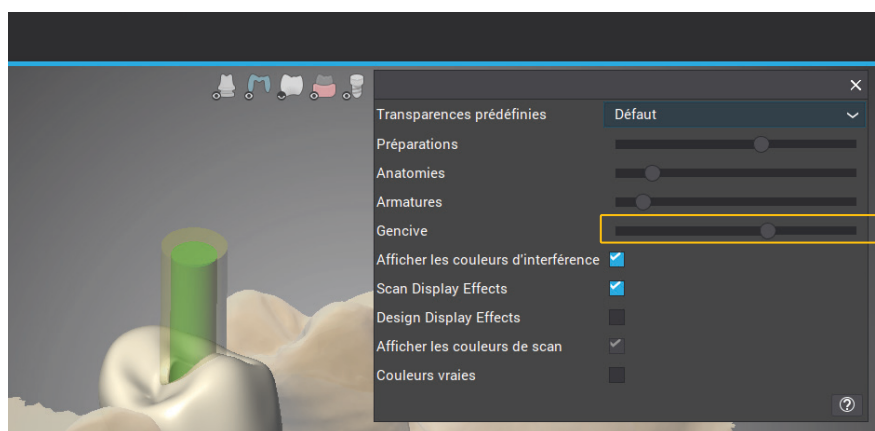 Transparences prédéfinies Défaut
Préparations
Anatomies
Armatures
Gencive
Afficher les couleurs d'interférence
Scan Display Effects
Design Display Effects
Afficher les couleurs de scan
Couleurs vraies